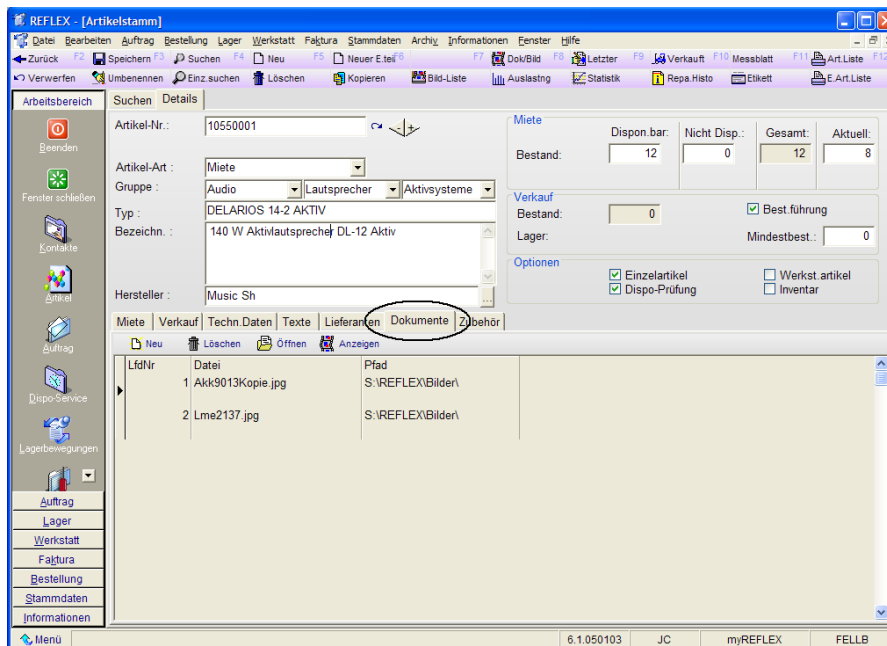 REFLEX - [Artikelstamm]
Datei Bearbeiten Auftrag Bestellung Lager Werkstatt Faktura Stammdaten Archiv Informationen Fenster Hilfe
Zurück F2 Speichern F3 Suchen F4 Neu F5 Neuer E.teil F6 F7 Dok/Bild F8 Letzter F9 Verkauft F10 Messblatt F11 Art.Liste F12
Verwerfen Umbenennen Einz.suchen Löschen Kopieren Bild-Liste Auslastng Statistik Repa.Histo Etikett E.Art.Liste
Arbeitsbereich Suchen Details
Artikel-Nr.: 10550001
Miete
Dispon.bar: Nicht Disp.: Gesamt: Aktuell:
Bestand: 12 0 12 8
Beenden
Artikel-Art : Miete
Gruppe : Audio Lautsprecher Aktivsysteme
Fenster schließen
Verkauf
Typ : DELARIOS 14-2 AKTIV
Bestand: 0 Best.führung
Bezeichn. : 140 W Aktivlautsprecher DL-12 Aktiv
Lager: Mindestbest.: 0
Kontakte
Optionen
Einzelartikel Werkst.artikel
Dispo-Prüfung Inventar
Hersteller : Music Sh ...
Artikel
Miete Verkauf Techn.Daten Texte Lieferanten Dokumente Zubehör
Neu Löschen Öffnen Anzeigen
Auftrag
LfdNr Datei Pfad
1 Akk9013Kopie.jpg S:\REFLEX\Bilder\
Dispo-Service
2 Lme2137.jpg S:\REFLEX\Bilder\
Lagerbewegungen
Auftrag
Lager
Werkstatt
Faktura
Bestellung
Stammdaten
Informationen
Menü 6.1.050103 JC myREFLEX FELLB